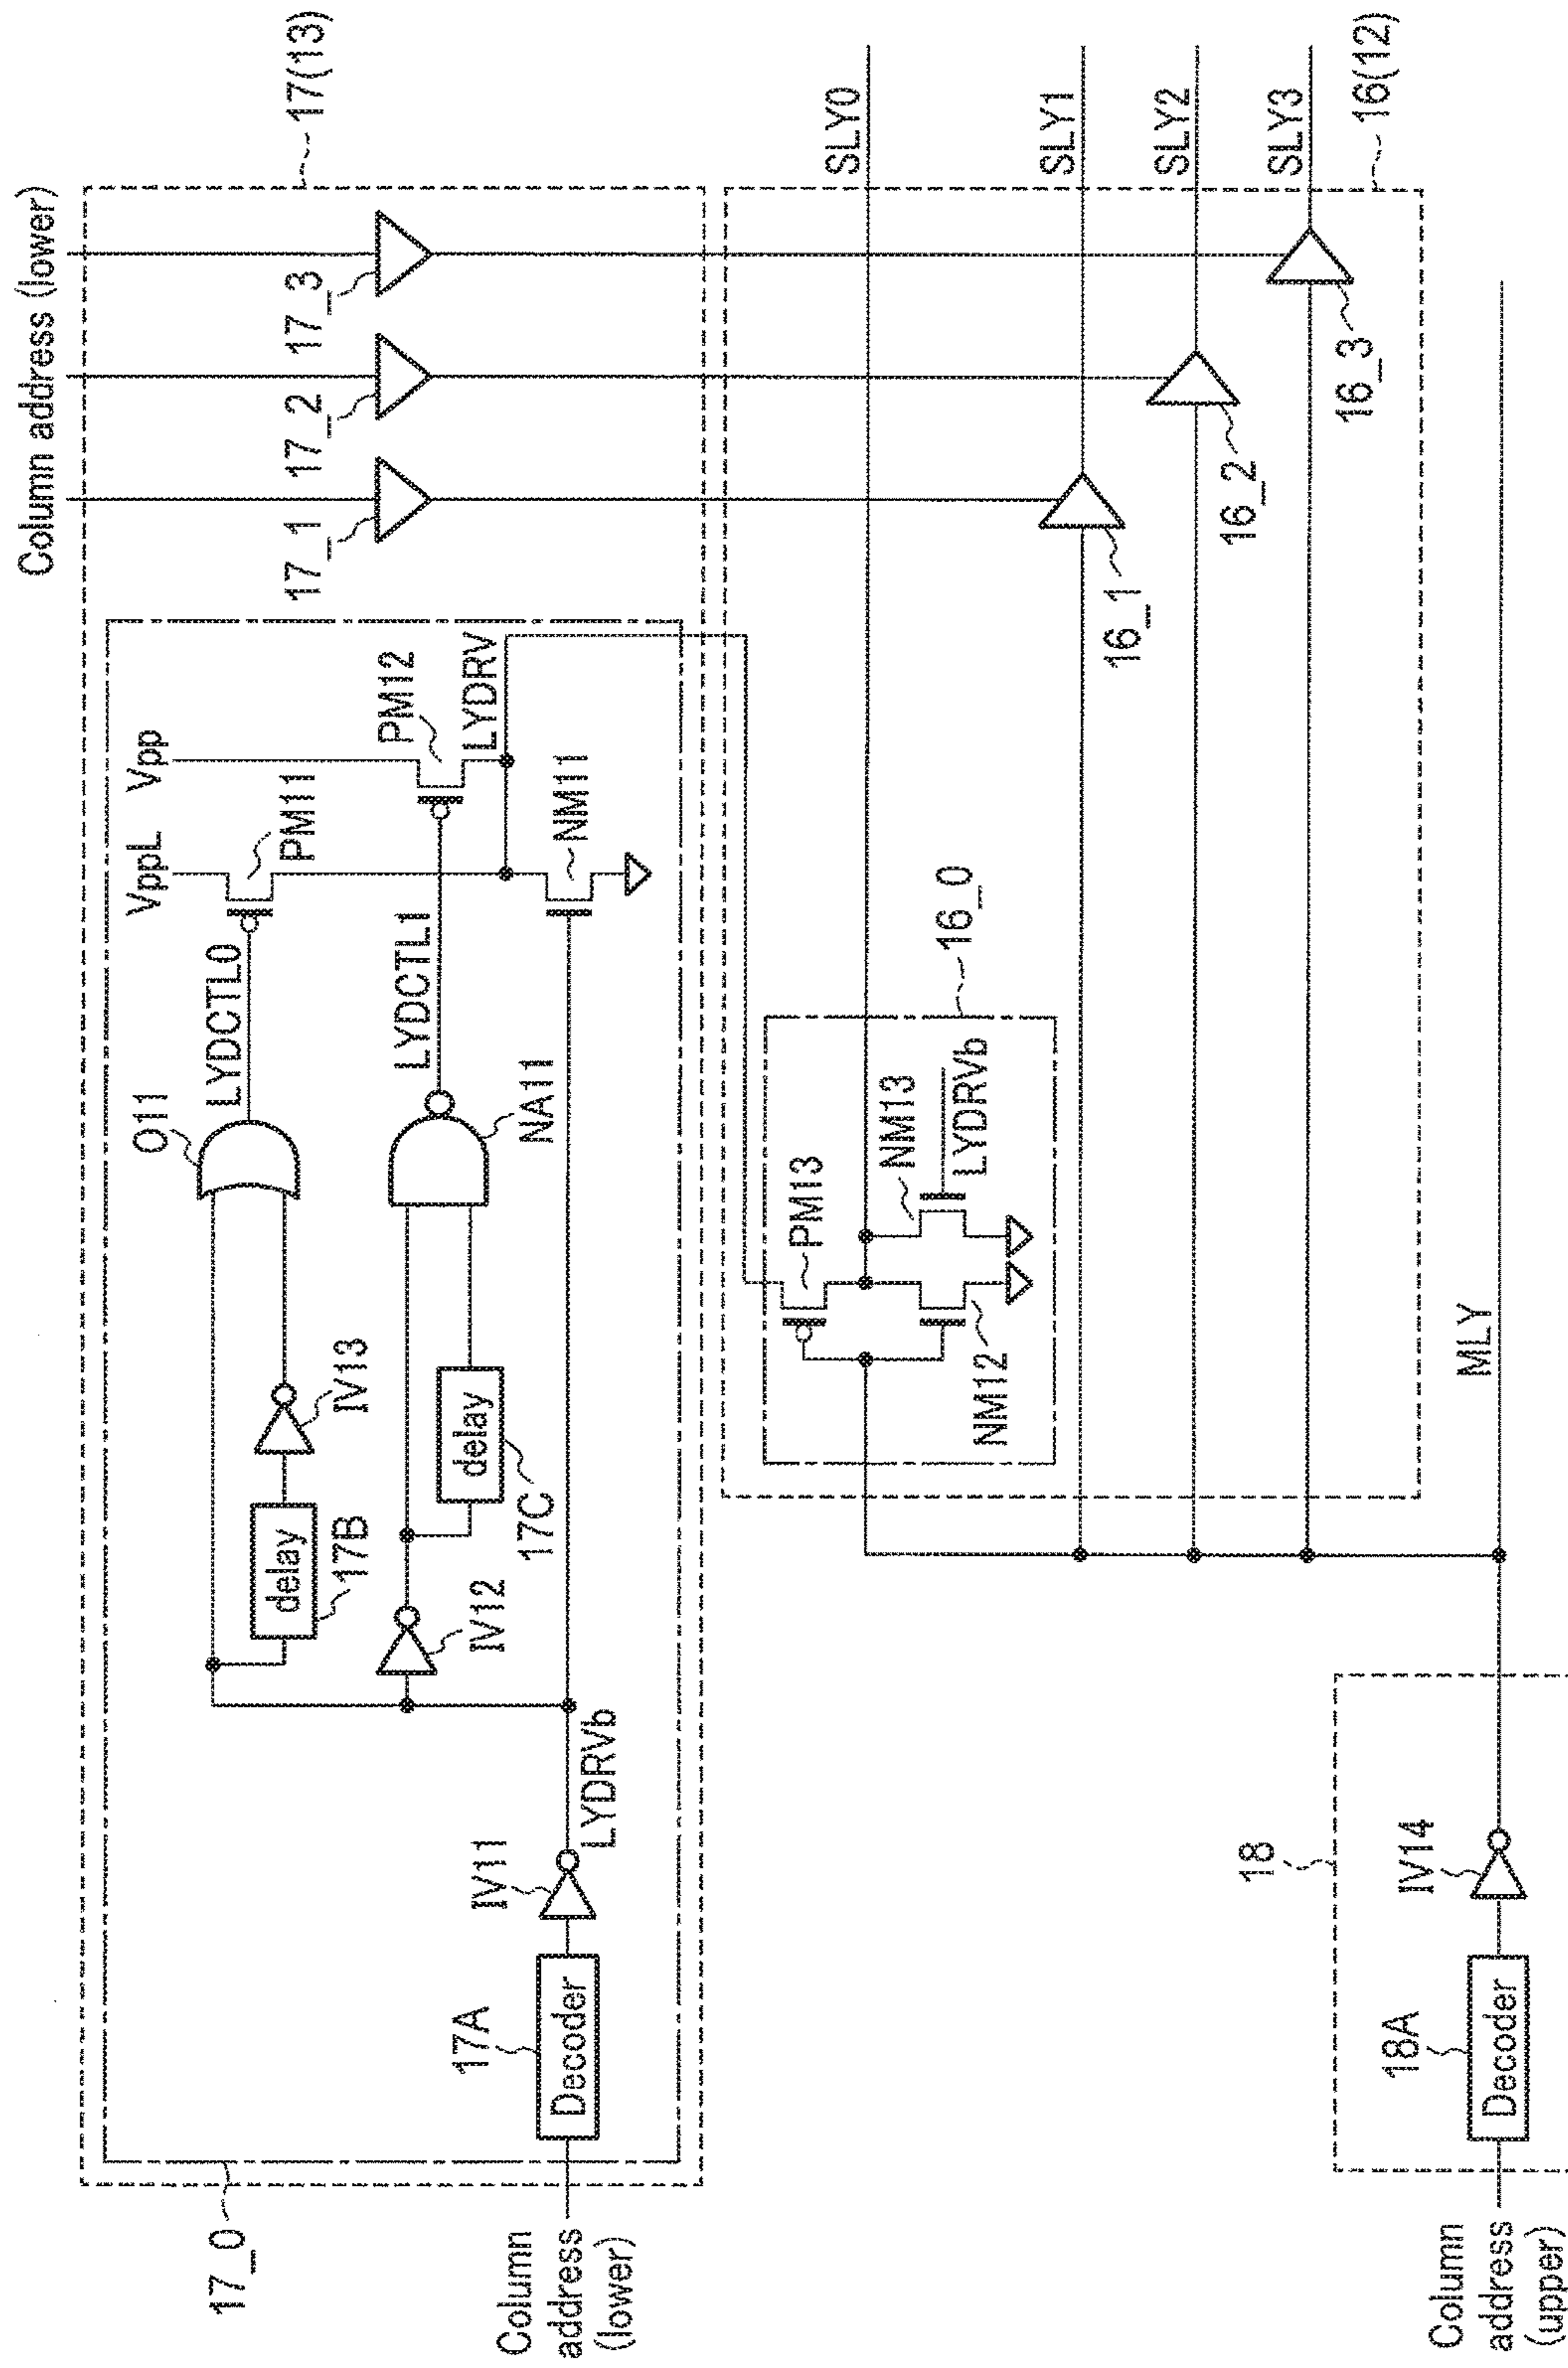 17_0
Column
address
(lower)
17A
Decoder
IV11
LYDRVb
delay
17B
IV13
IV12
delay
17C
O11
LYDCTL0
NA11
LYDCTL1
VppL
Vpp
PM11
PM12
LYDRV
NM11
Column address (lower)
17_1
17_2
17_3
17(13)
PM13
NM12
NM13
LYDRVb
16_0
16_1
16_2
16_3
SLY0
SLY1
SLY2
SLY3
16(12)
MLY
18
Column
address
(upper)
18A
Decoder
IV14